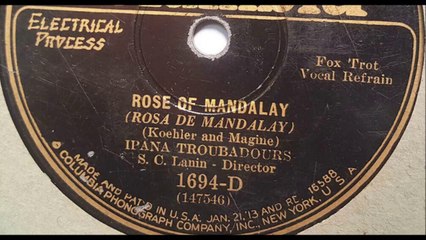 ELECTRICAL
PROCESS
Fox Trot
Vocal Refrain
ROSE OF MANDALAY
(ROSA DE MANDALAY)
(Koehler and Magine)
IPANA TROUBADOURS
S. C. Lanin - Director
1694-D
(147546)
MADE AND PAT'D IN U.S.A. JAN. 21,'13 AND RE. 16588
COLUMBIA PHONOGRAPH COMPANY, INC., NEW YORK, U S A